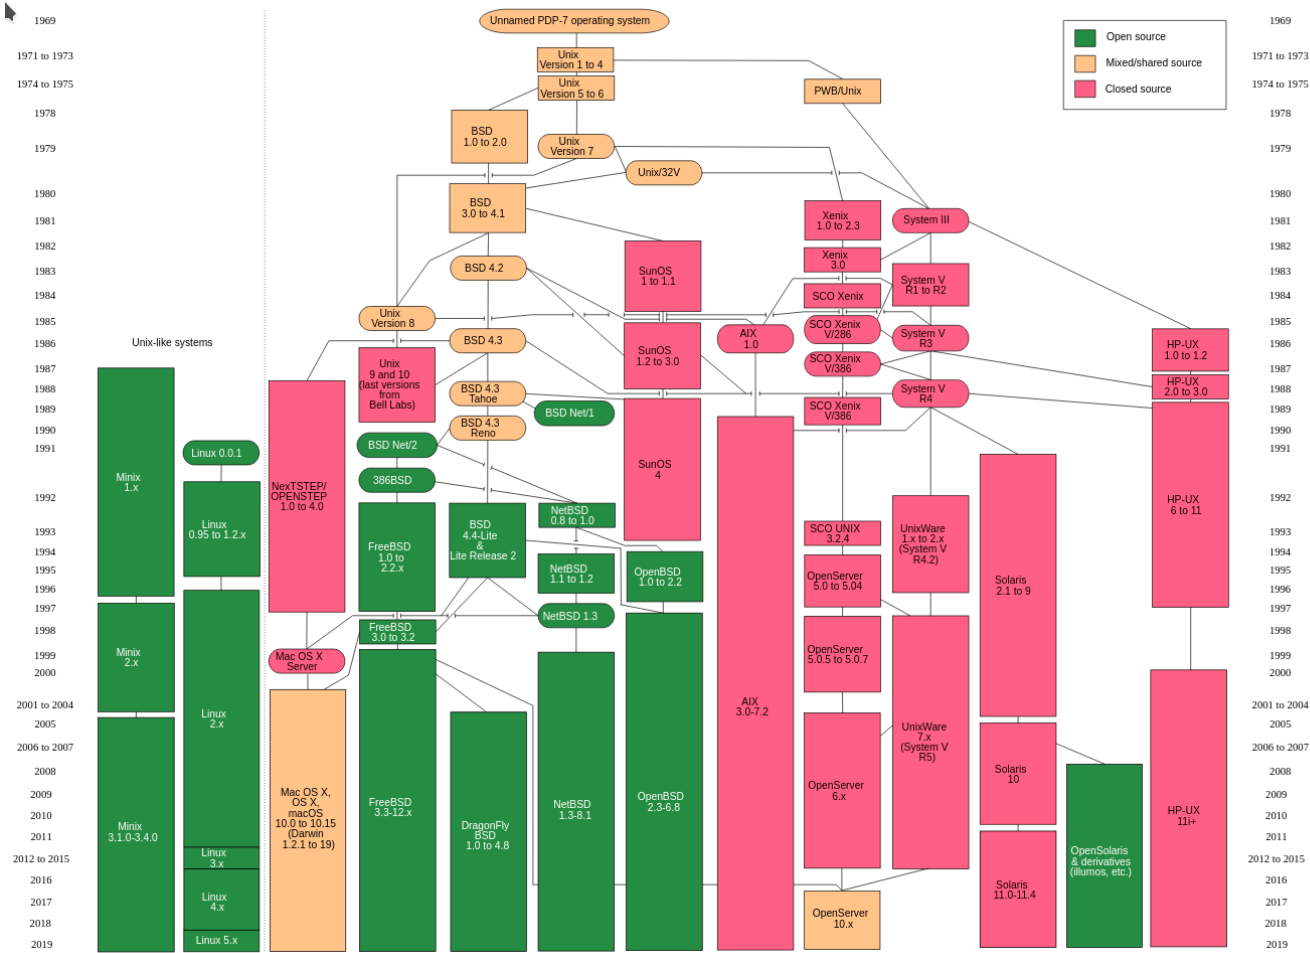 Unnamed PDP-7 operating system
Open source
Mixed/shared source
Closed source
1969
1971 to 1973
1974 to 1975
1978
1979
1980
1981
1982
1983
1984
1985
1986
1987
1988
1989
1990
1991
1992
1993
1994
1995
1996
1997
1998
1999
2000
2001 to 2004
2005
2006 to 2007
2008
2009
2010
2011
2012 to 2015
2016
2017
2018
2019
Unix-like systems
Minix
1.x
Minix
2.x
Minix
3.1.0-3.4.0
Linux 0.0.1
Linux
0.95 to 1.2.x
Linux
2.x
Linux
3.x
Linux
4.x
Linux 5.x
NexTSTEP/
OPENSTEP
1.0 to 4.0
Mac OS X
Server
Mac OS X,
OS X,
macOS
10.0 to 10.15
(Darwin
1.2.1 to 19)
Unix
Version 8
Unix
9 and 10
(last versions
from
Bell Labs)
BSD Net/2
386BSD
FreeBSD
1.0 to
2.2.x
FreeBSD
3.0 to 3.2
FreeBSD
3.3-12.x
BSD
1.0 to 2.0
BSD
3.0 to 4.1
BSD 4.2
BSD 4.3
BSD 4.3
Tahoe
BSD 4.3
Reno
BSD
4.4-Lite
&
Lite Release 2
DragonFly
BSD
1.0 to 4.8
Unix
Version 1 to 4
Unix
Version 5 to 6
Unix
Version 7
BSD Net/1
NetBSD
0.8 to 1.0
NetBSD
1.1 to 1.2
NetBSD 1.3
NetBSD
1.3-8.1
Unix/32V
SunOS
1 to 1.1
SunOS
1.2 to 3.0
SunOS
4
OpenBSD
1.0 to 2.2
OpenBSD
2.3-6.8
AIX
1.0
AIX
3.0-7.2
PWB/Unix
Xenix
1.0 to 2.3
Xenix
3.0
SCO Xenix
SCO Xenix
V/286
SCO Xenix
V/386
SCO Xenix
V/386
SCO UNIX
3.2.4
OpenServer
5.0 to 5.04
OpenServer
5.0.5 to 5.0.7
OpenServer
6.x
OpenServer
10.x
System III
System V
R1 to R2
System V
R3
System V
R4
UnixWare
1.x to 2.x
(System V
R4.2)
UnixWare
7.x
(System V
R5)
Solaris
2.1 to 9
Solaris
10
Solaris
11.0-11.4
OpenSolaris
& derivatives
(illumos, etc.)
HP-UX
1.0 to 1.2
HP-UX
2.0 to 3.0
HP-UX
6 to 11
HP-UX
11i+
1969
1971 to 1973
1974 to 1975
1978
1979
1980
1981
1982
1983
1984
1985
1986
1987
1988
1989
1990
1991
1992
1993
1994
1995
1996
1997
1998
1999
2000
2001 to 2004
2005
2006 to 2007
2008
2009
2010
2011
2012 to 2015
2016
2017
2018
2019